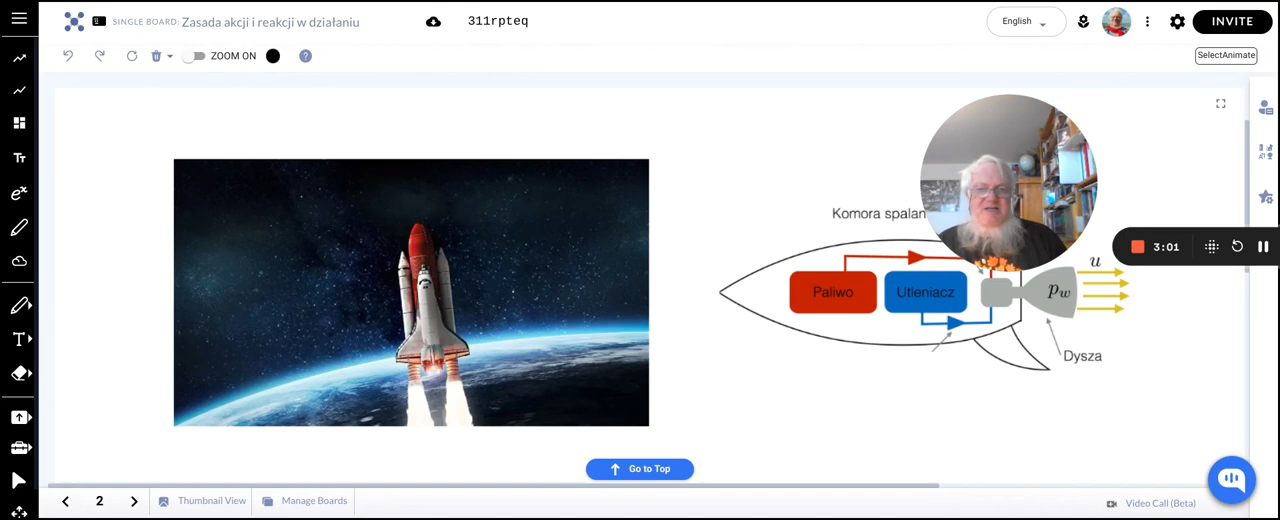 SINGLE BOARD: Zasada akcji i reakcji w działaniu
311rpteq
English
INVITE
ZOOM ON
SelectAnimate
Komora spalan
3:01
Paliwo
Utleniacz
p_w
u
Dysza
Go to Top
2
Thumbnail View
Manage Boards
Video Call (Beta)